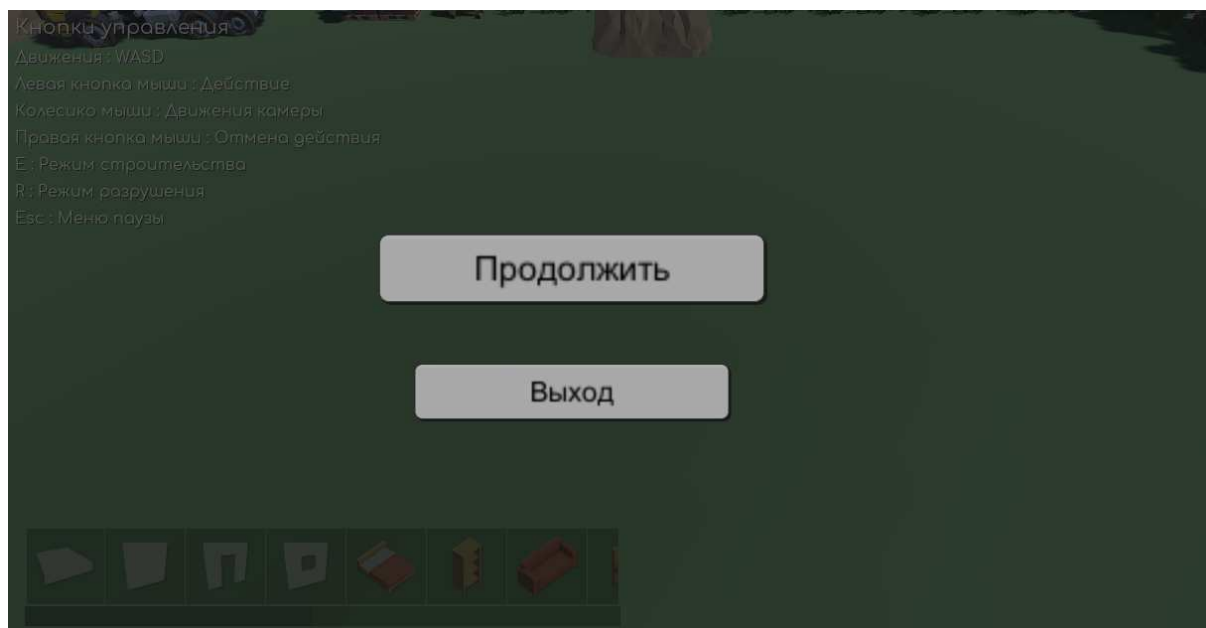 Кнопки управления
Движения : WASD
Левая кнопка мыши : Действие
Колесико мыши : Движения камеры
Правая кнопка мыши : Отмена действия
E : Режим строительства
R : Режим разрушения
Esc : Меню паузы
Продолжить
Выход